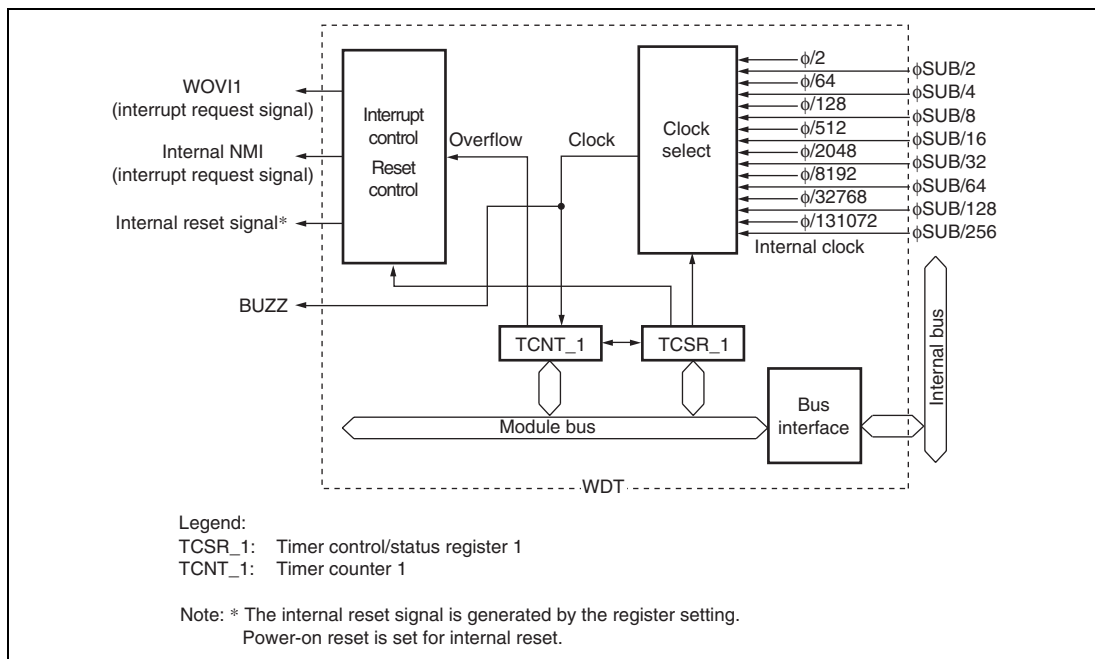 WOVI1
(interrupt request signal)
Internal NMI
(interrupt request signal)
Internal reset signal*
BUZZ
Interrupt
control
Reset
control
Overflow
Clock
Clock
select
ϕ/2
ϕ/64
ϕ/128
ϕ/512
ϕ/2048
ϕ/8192
ϕ/32768
ϕ/131072
Internal clock
ϕSUB/2
ϕSUB/4
ϕSUB/8
ϕSUB/16
ϕSUB/32
ϕSUB/64
ϕSUB/128
ϕSUB/256
TCNT_1
TCSR_1
Module bus
Bus
interface
Internal bus
WDT
Legend:
TCSR_1: Timer control/status register 1
TCNT_1: Timer counter 1
Note: * The internal reset signal is generated by the register setting.
Power-on reset is set for internal reset.